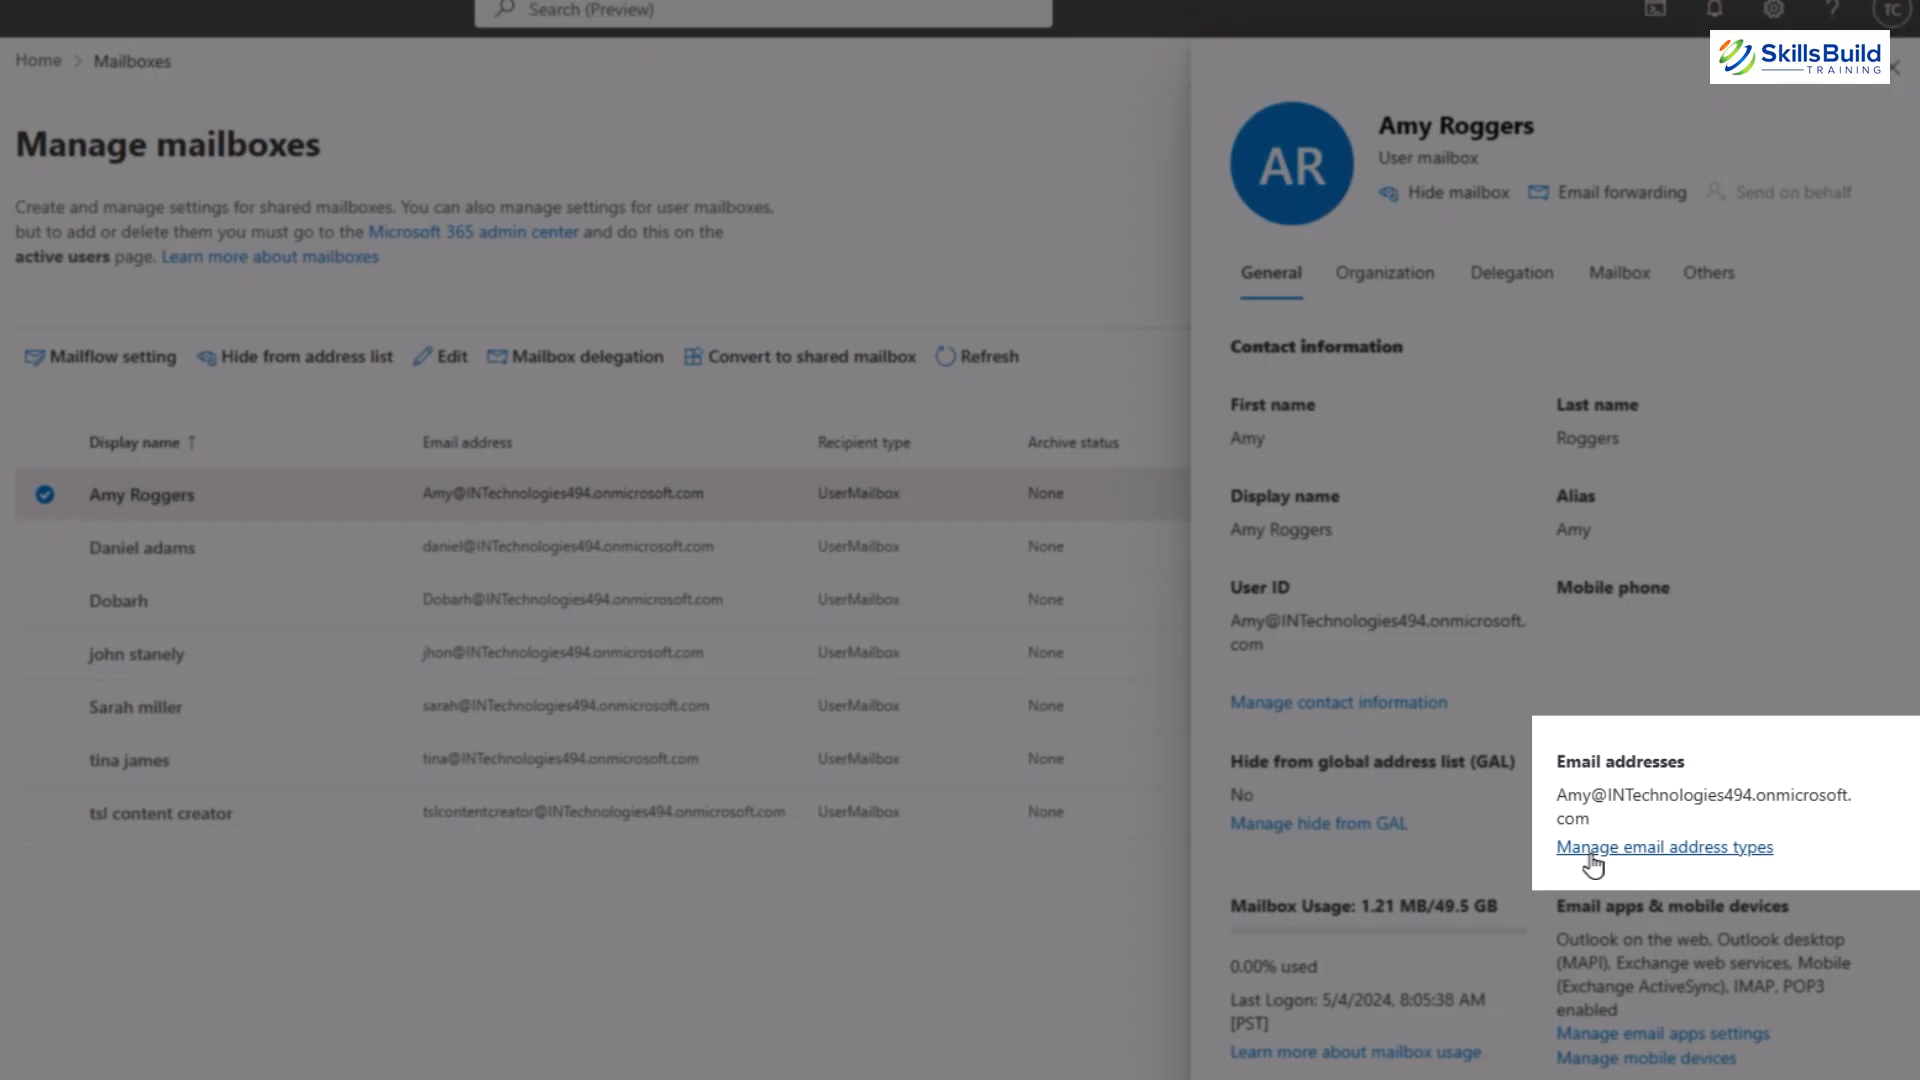 Search (Preview)
TC
SkillsBuild
TRAINING
Home > Mailboxes
Manage mailboxes
Create and manage settings for shared mailboxes. You can also manage settings for user mailboxes,
but to add or delete them you must go to the Microsoft 365 admin center and do this on the
active users page. Learn more about mailboxes
Mailflow setting Hide from address list Edit Mailbox delegation Convert to shared mailbox Refresh
Display name ↑ Email address Recipient type Archive status
Amy Roggers Amy@INTechnologies494.onmicrosoft.com UserMailbox None
Daniel adams daniel@INTechnologies494.onmicrosoft.com UserMailbox None
Dobarh Dobarh@INTechnologies494.onmicrosoft.com UserMailbox None
john stanely jhon@INTechnologies494.onmicrosoft.com UserMailbox None
Sarah miller sarah@INTechnologies494.onmicrosoft.com UserMailbox None
tina james tina@INTechnologies494.onmicrosoft.com UserMailbox None
tsl content creator tslcontentcreator@INTechnologies494.onmicrosoft.com UserMailbox None
AR
Amy Roggers
User mailbox
Hide mailbox Email forwarding Send on behalf
General Organization Delegation Mailbox Others
Contact information
First name Last name
Amy Roggers
Display name Alias
Amy Roggers Amy
User ID Mobile phone
Amy@INTechnologies494.onmicrosoft.
com
Manage contact information
Hide from global address list (GAL)
No
Manage hide from GAL
Email addresses
Amy@INTechnologies494.onmicrosoft.
com
Manage email address types
Mailbox Usage: 1.21 MB/49.5 GB
0.00% used
Last Logon: 5/4/2024, 8:05:38 AM
[PST]
Learn more about mailbox usage
Email apps & mobile devices
Outlook on the web, Outlook desktop
(MAPI), Exchange web services, Mobile
(Exchange ActiveSync), IMAP, POP3
enabled
Manage email apps settings
Manage mobile devices